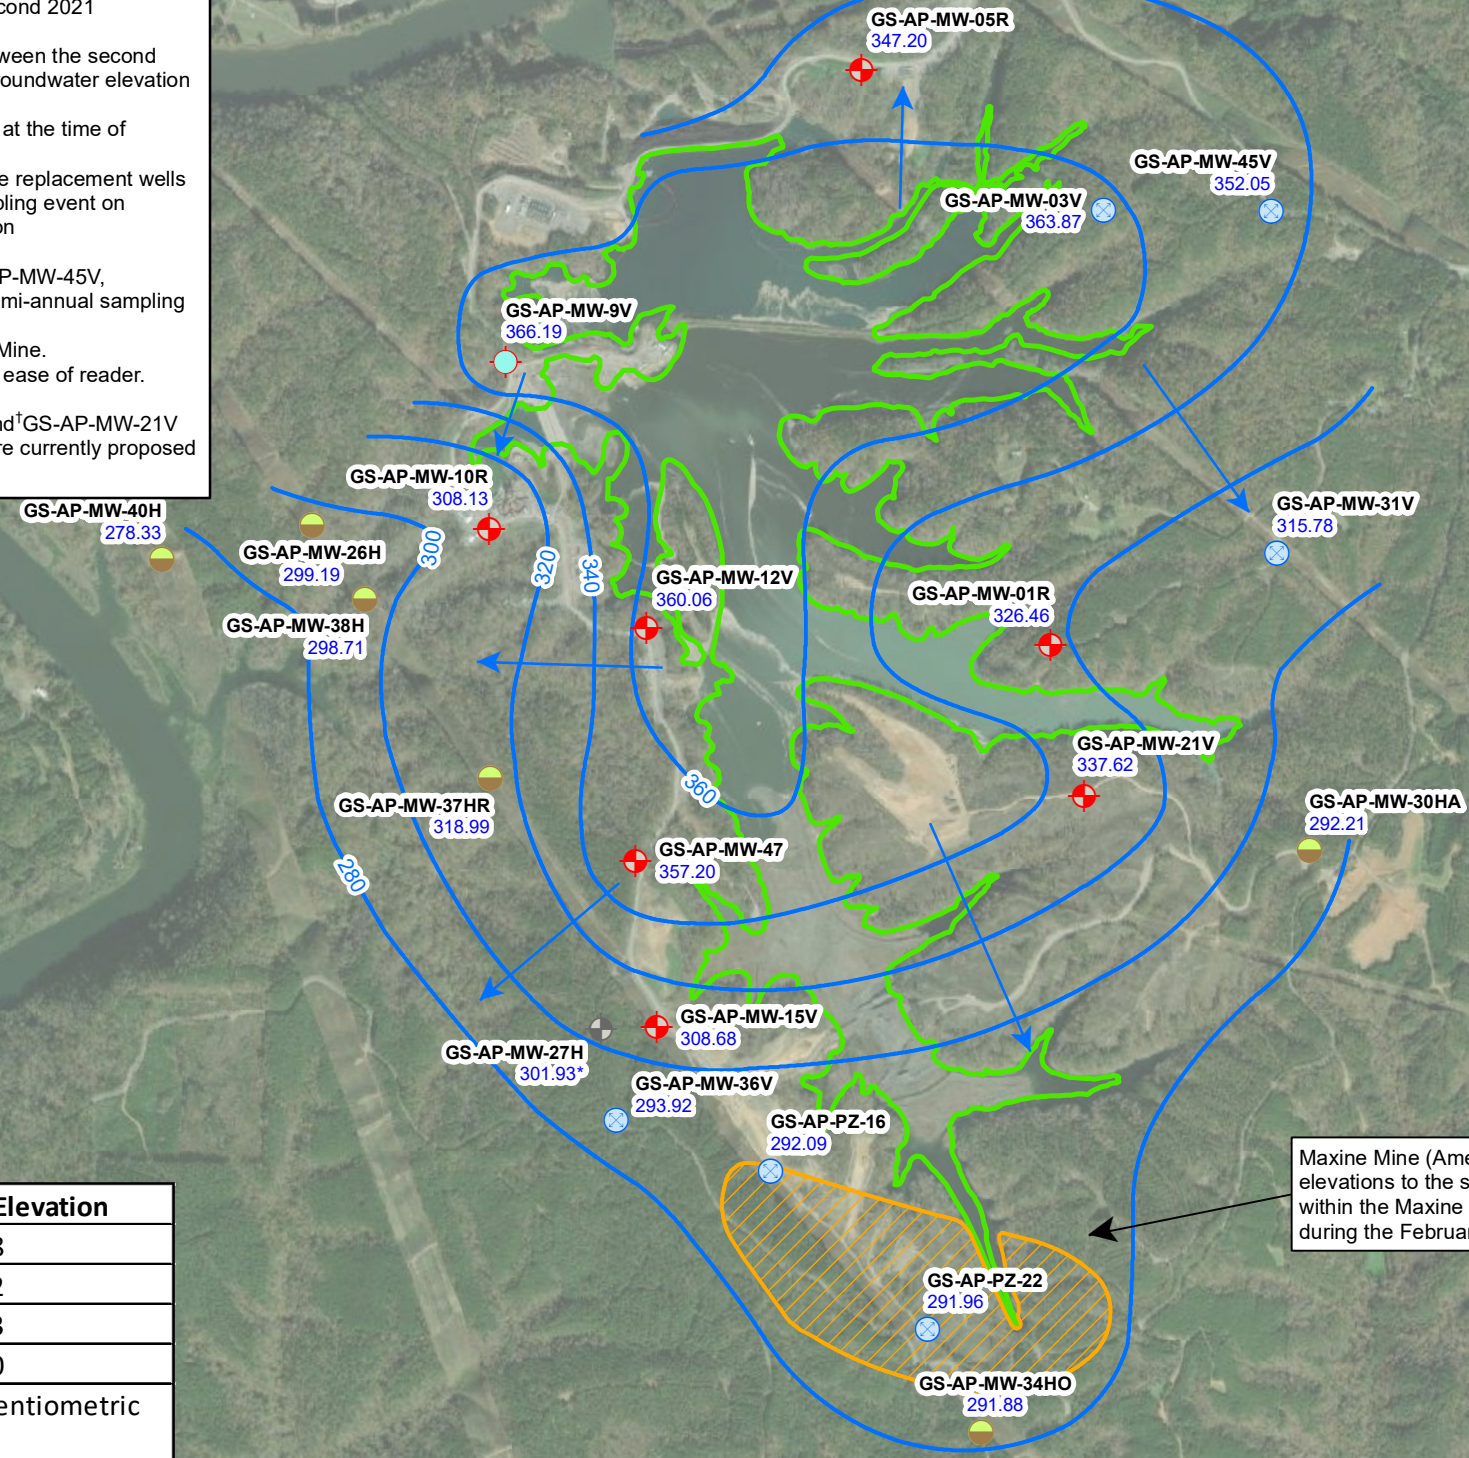 cond 2021
ween the second
roundwater elevation
at the time of
e replacement wells
pling event on
on
P-MW-45V,
mi-annual sampling
Mine.
ease of reader.
nd†GS-AP-MW-21V
re currently proposed
GS-AP-MW-05R
347.20
GS-AP-MW-45V
352.05
GS-AP-MW-03V
363.87
GS-AP-MW-9V
366.19
GS-AP-MW-10R
308.13
GS-AP-MW-40H
278.33
GS-AP-MW-31V
315.78
GS-AP-MW-26H
299.19
300
320
340
GS-AP-MW-12V
360.06
GS-AP-MW-01R
326.46
GS-AP-MW-38H
298.71
GS-AP-MW-21V
337.62
360
GS-AP-MW-37HR
318.99
GS-AP-MW-30HA
292.21
GS-AP-MW-47
357.20
280
GS-AP-MW-15V
308.68
GS-AP-MW-27H
301.93*
GS-AP-MW-36V
293.92
GS-AP-PZ-16
292.09
Maxine Mine (Ame
elevations to the s
within the Maxine
during the Februar
GS-AP-PZ-22
291.96
GS-AP-MW-34HO
291.88
Elevation
3
2
3
0
entiometric